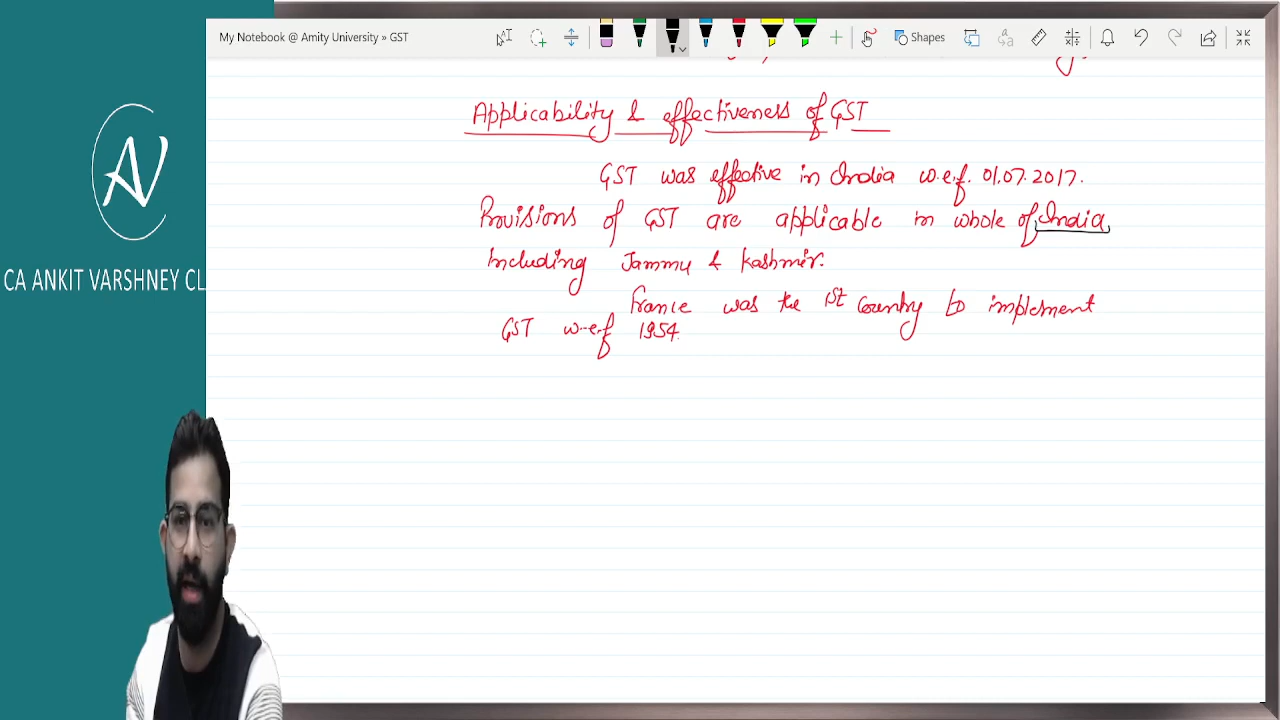 My Notebook @ Amity University » GST
Shapes
Applicability & effectiveness of GST
GST was effective in India w.e.f. 01.07.2017.
Provisions of GST are applicable in whole of India
including Jammu & Kashmir.
France was the 1st Country to implement
GST w.e.f 1954.
AV
CA ANKIT VARSHNEY CL